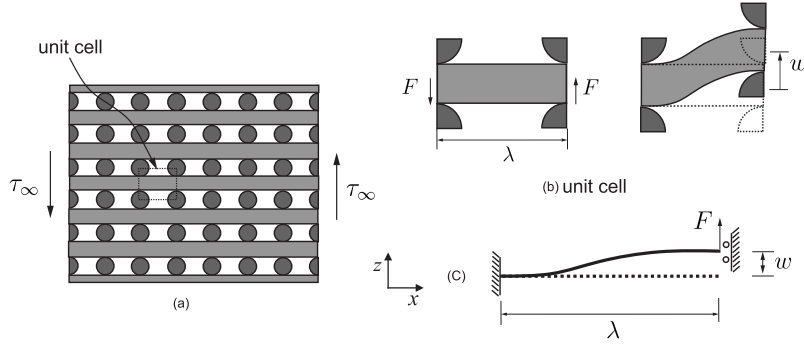 unit cell
τ∞
τ∞
(a)
F
F
λ
u
(b) unit cell
z
x
(C)
F
w
λ